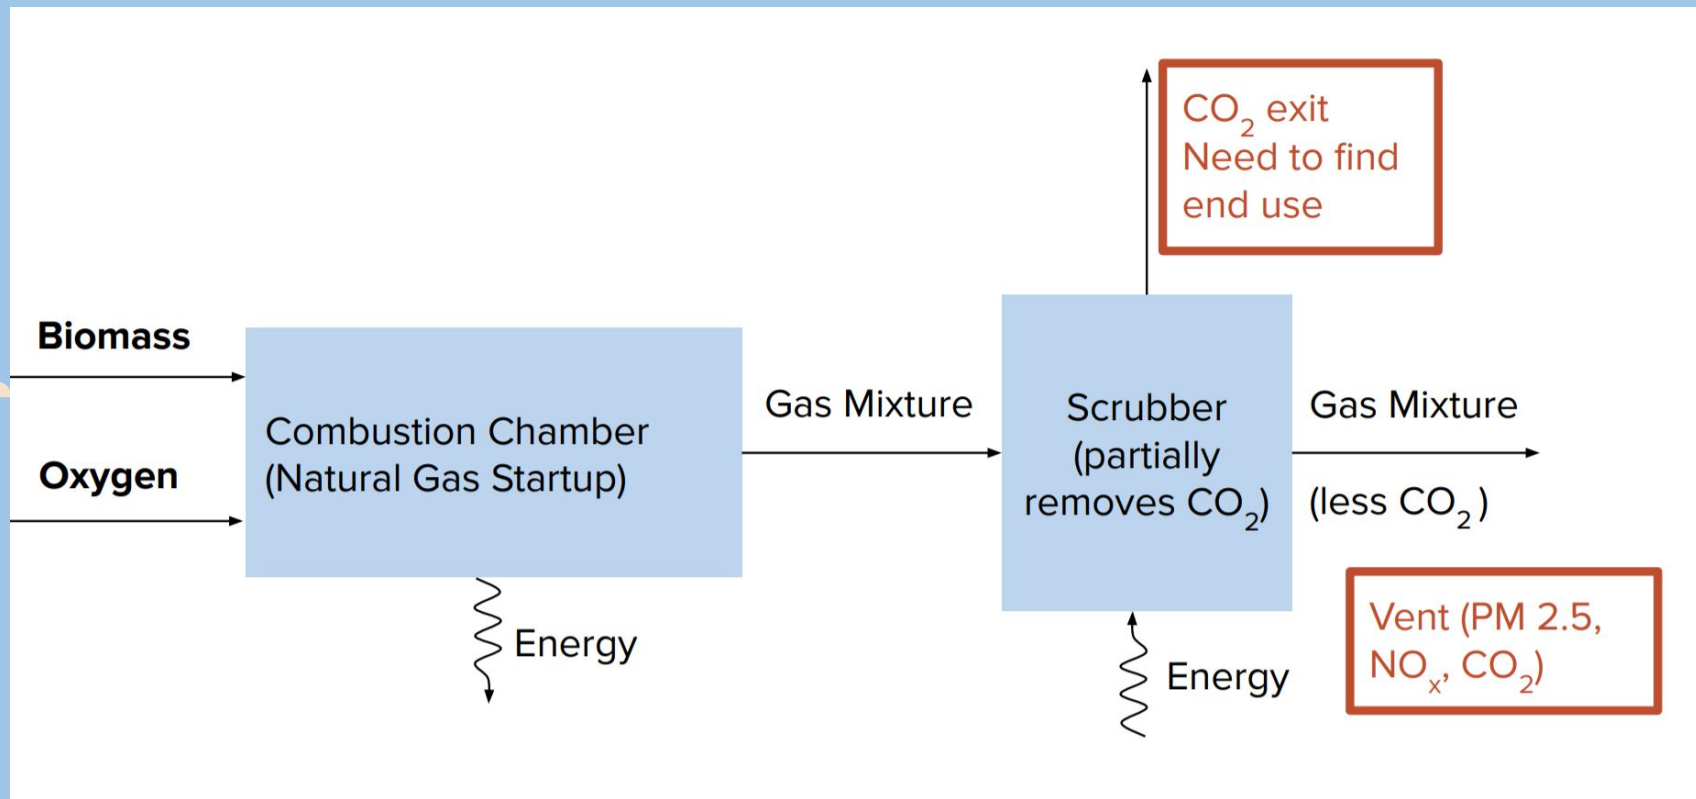 CO₂ exit
Need to find
end use
Biomass
Oxygen
Combustion Chamber
(Natural Gas Startup)
Energy
Gas Mixture
Scrubber
(partially
removes CO₂)
Energy
Gas Mixture
(less CO₂)
Vent (PM 2.5,
NOₓ, CO₂)